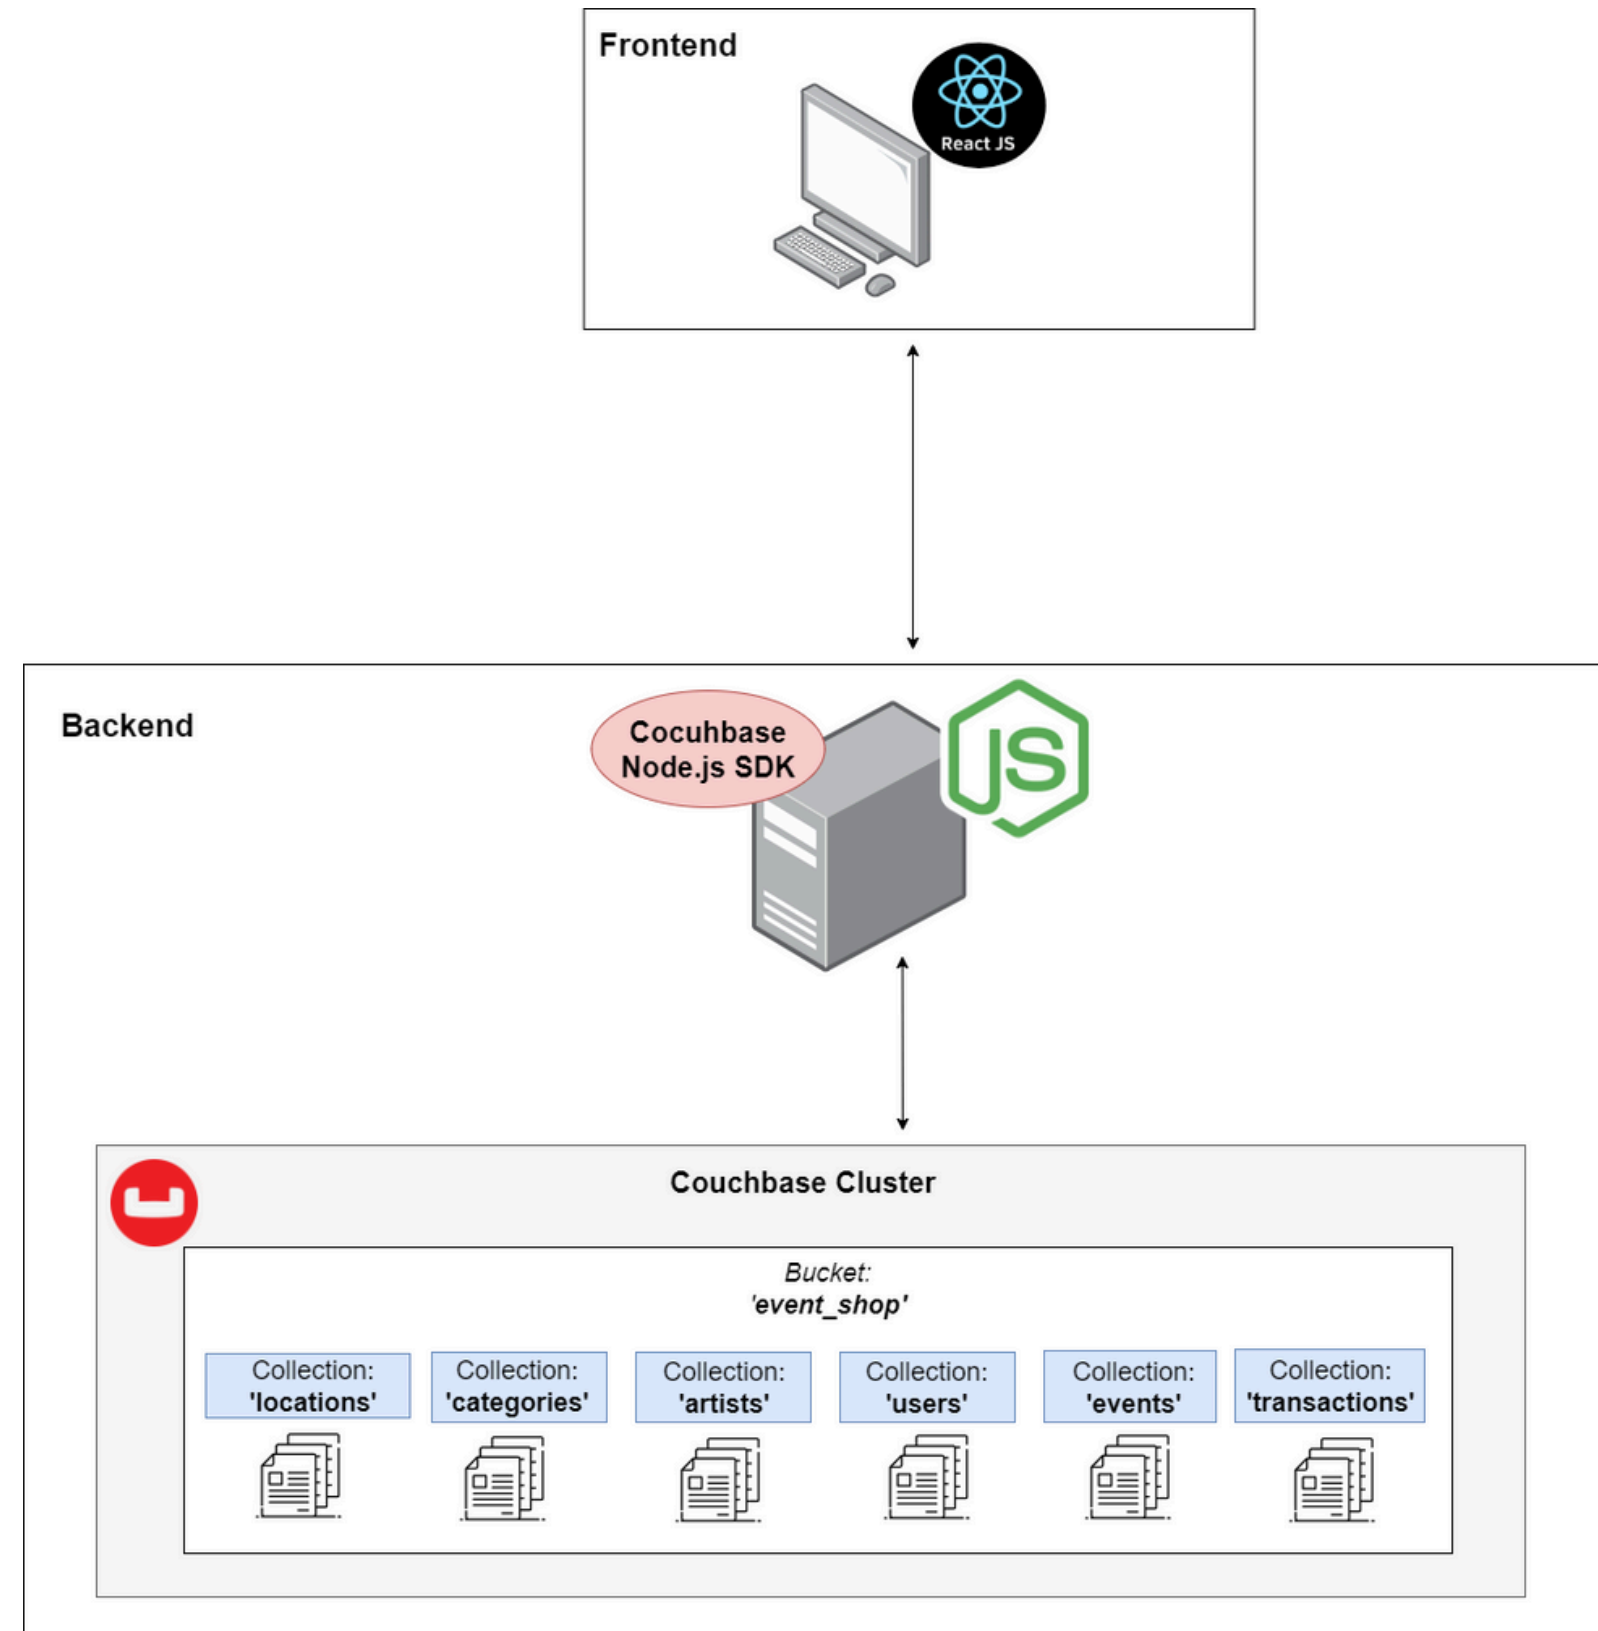 Frontend
React JS
Backend
Cocuhbase
Node.js SDK
JS
Couchbase Cluster
Bucket:
'event_shop'
Collection:
'locations'
Collection:
'categories'
Collection:
'artists'
Collection:
'users'
Collection:
'events'
Collection:
'transactions'